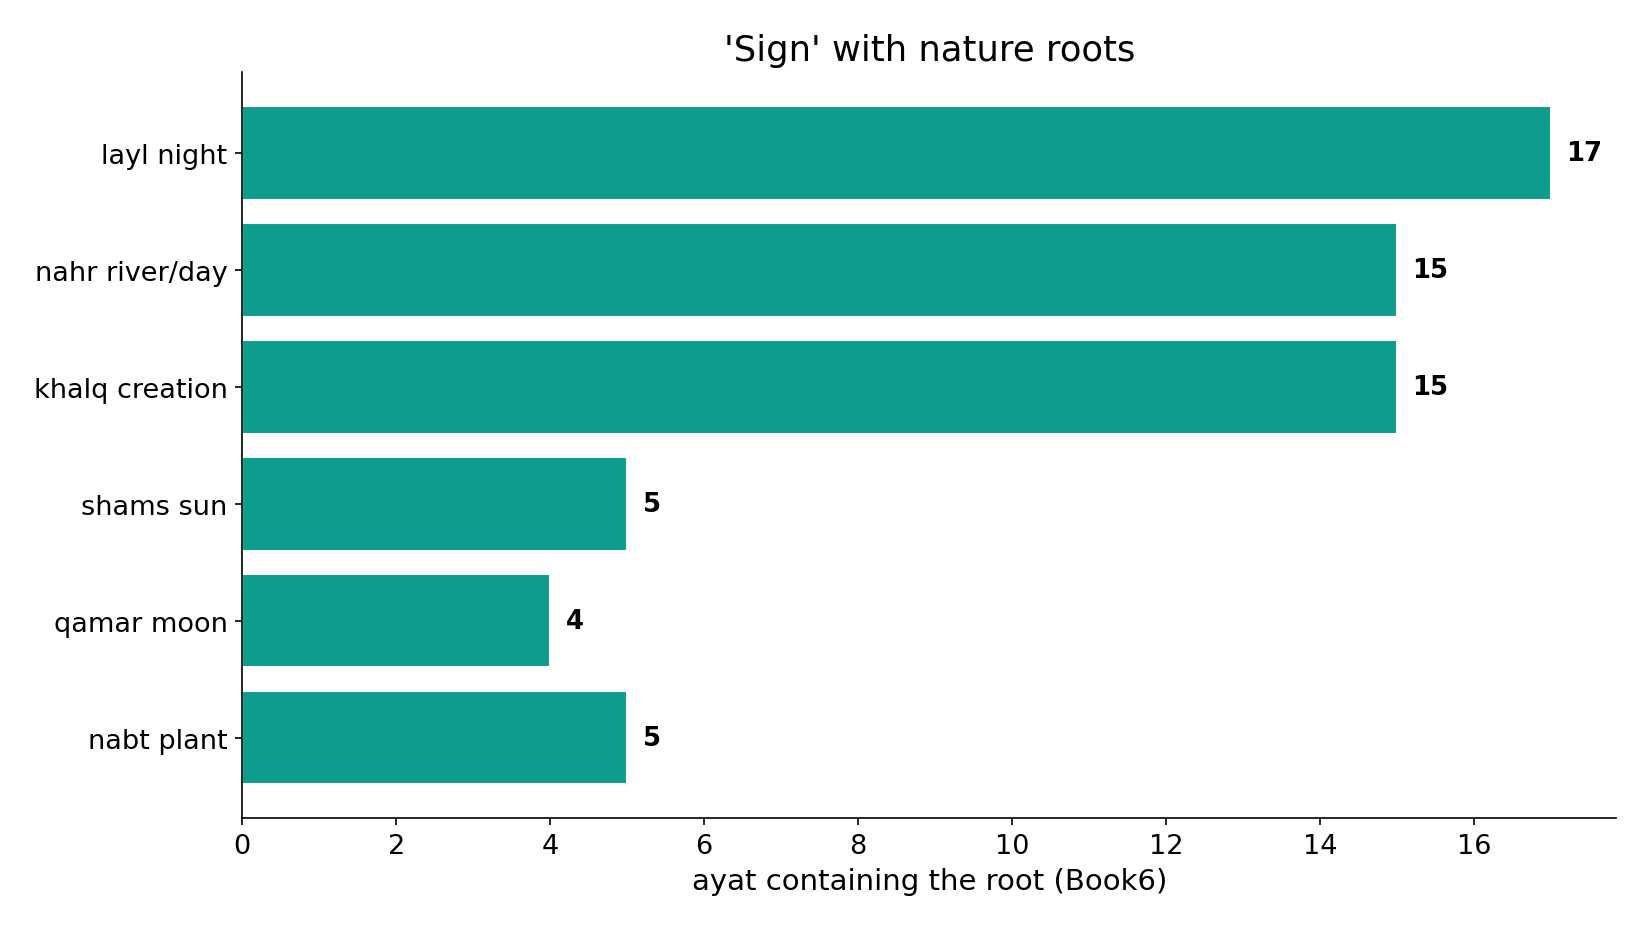 'Sign' with nature roots
layl night 17
nahr river/day 15
khalq creation 15
shams sun 5
qamar moon 4
nabt plant 5
0 2 4 6 8 10 12 14 16
ayat containing the root (Book6)